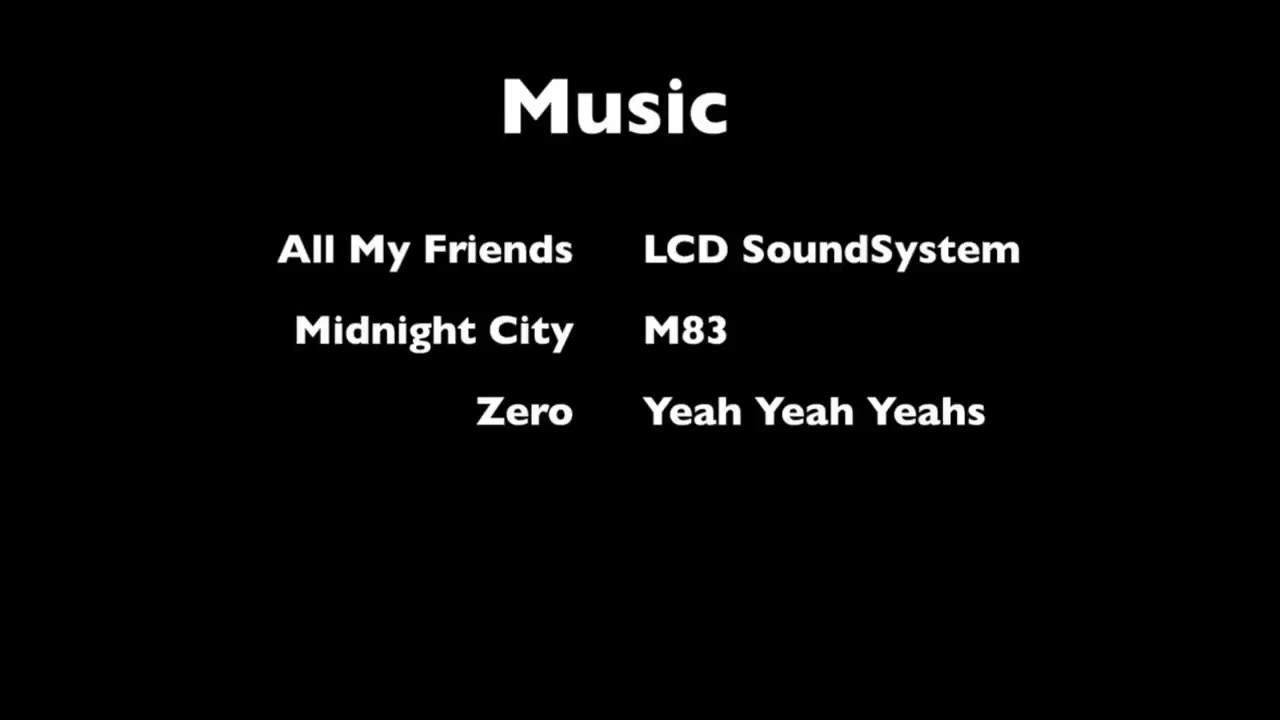 Music
All My Friends LCD SoundSystem
Midnight City M83
Zero Yeah Yeah Yeahs